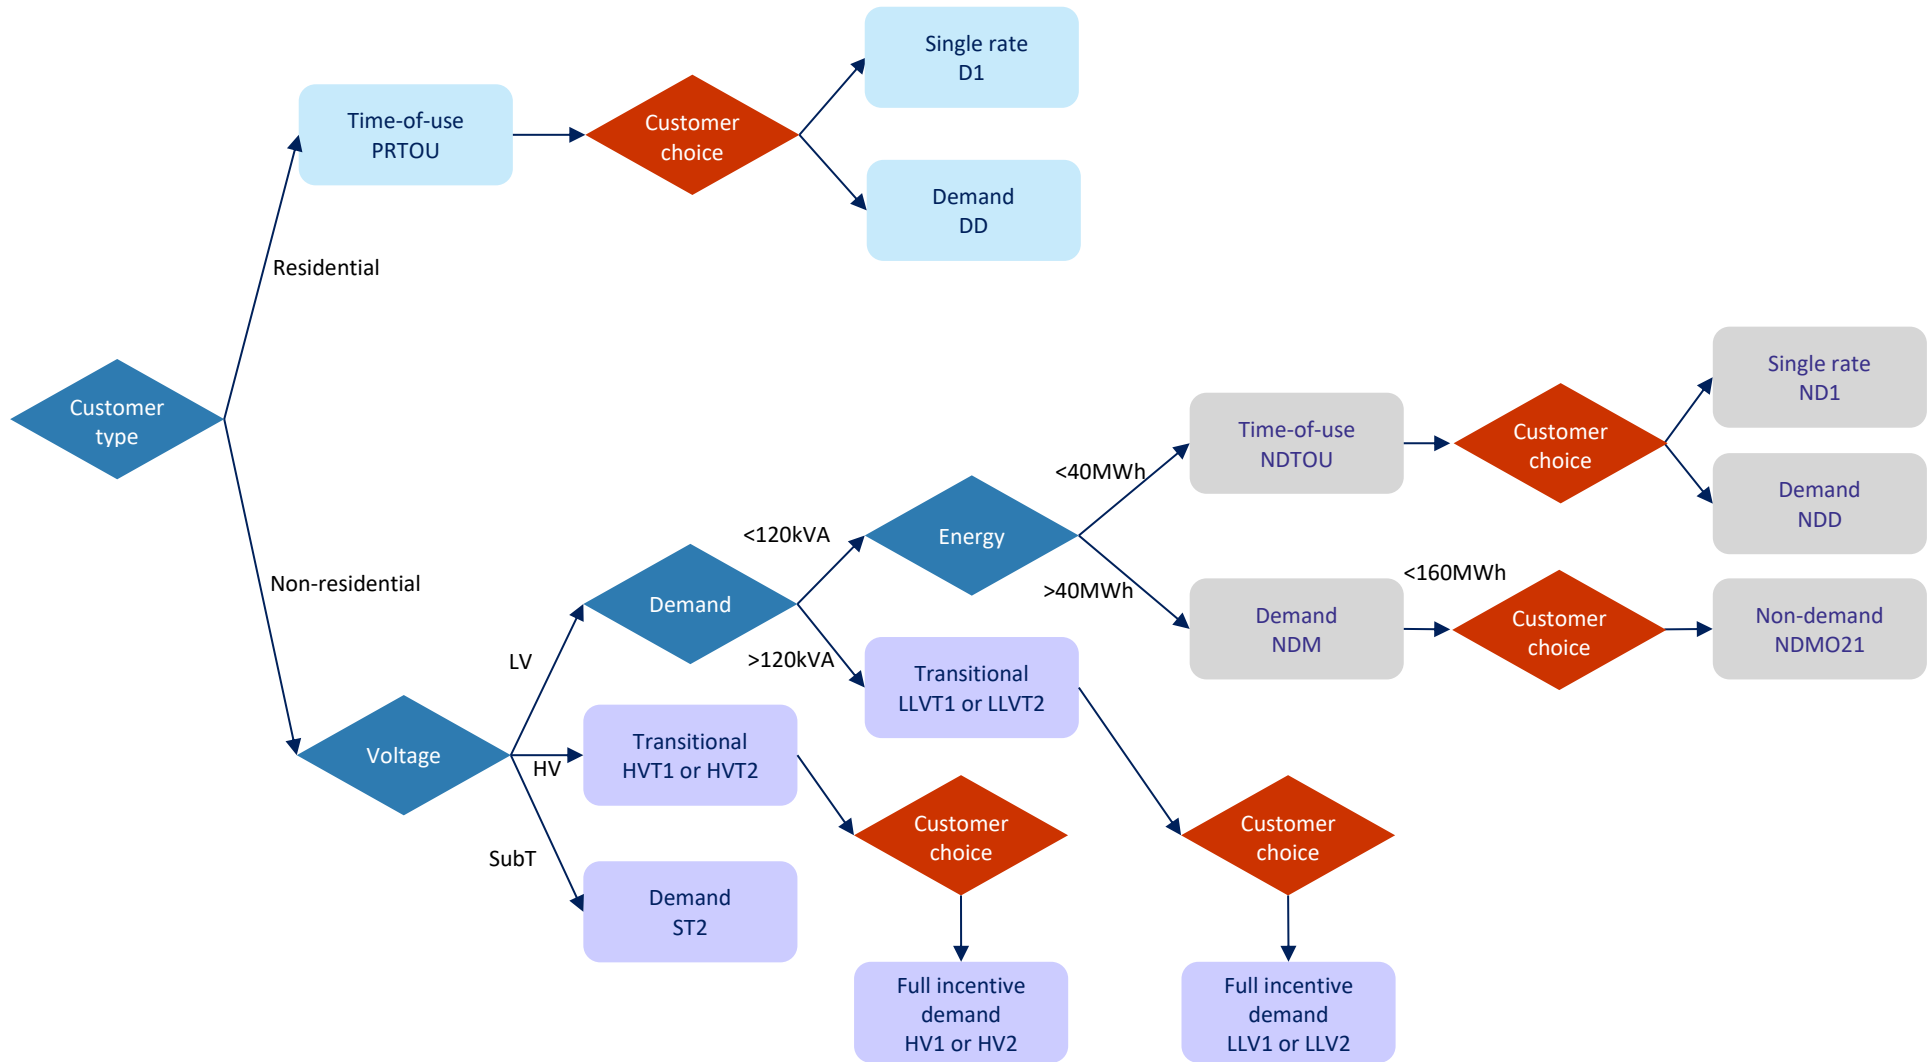 Single rate
D1
Time-of-use
PRTOU
Customer
choice
Demand
DD
Residential
Customer
type
Non-residential
Voltage
LV
HV
SubT
Demand
<120kVA
>120kVA
Energy
<40MWh
>40MWh
Time-of-use
NDTOU
Customer
choice
Single rate
ND1
Demand
NDD
Demand
NDM
<160MWh
Customer
choice
Non-demand
NDMO21
Transitional
LLVT1 or LLVT2
Transitional
HVT1 or HVT2
Customer
choice
Customer
choice
Demand
ST2
Full incentive
demand
HV1 or HV2
Full incentive
demand
LLV1 or LLV2